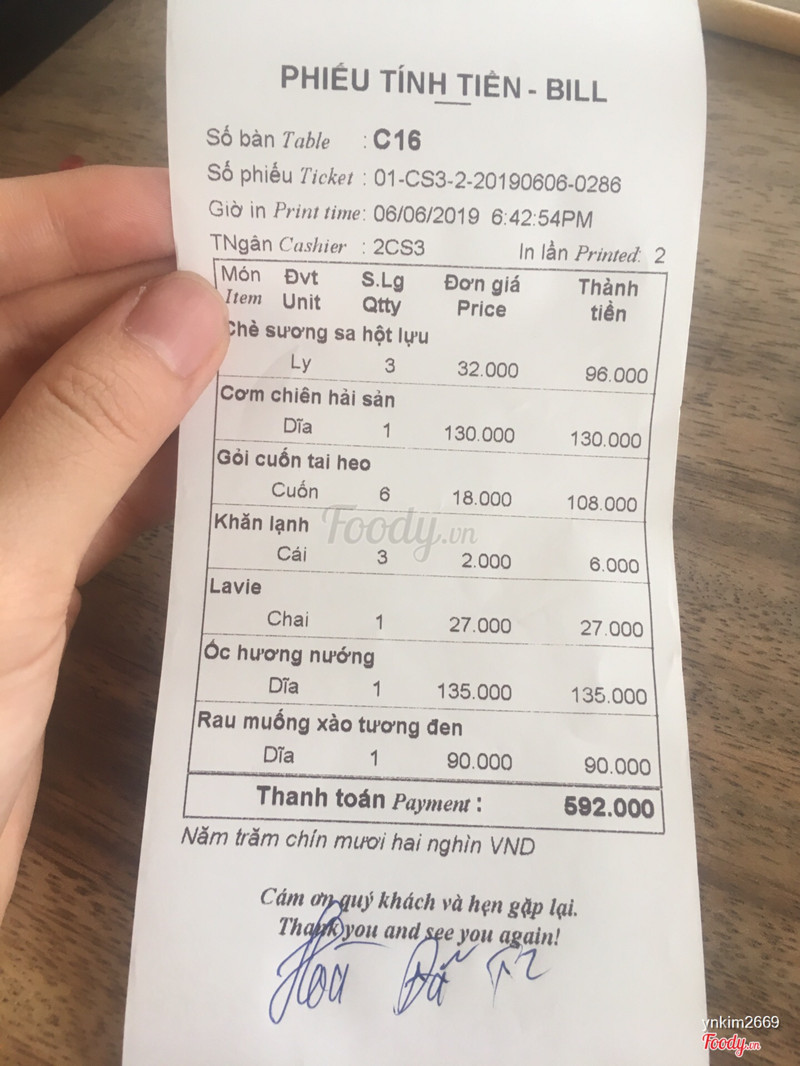 PHIẾU TÍNH TIỀN - BILL
Số bàn Table : C16
Số phiếu Ticket : 01-CS3-2-20190606-0286
Giờ in Print time: 06/06/2019 6:42:54PM
TNgân Cashier : 2CS3 In lần Printed: 2
Món Đvt S.Lg Đơn giá Thành
Item Unit Qtty Price tiền
Chè sương sa hột lựu
Ly 3 32.000 96.000
Cơm chiên hải sản
Dĩa 1 130.000 130.000
Gỏi cuốn tai heo
Cuốn 6 18.000 108.000
Foody.vn
Khăn lạnh
Cái 3 2.000 6.000
Lavie
Chai 1 27.000 27.000
Ốc hương nướng
Dĩa 1 135.000 135.000
Rau muống xào tương đen
Dĩa 1 90.000 90.000
Thanh toán Payment : 592.000
Năm trăm chín mươi hai nghìn VND
Cám ơn quý khách và hẹn gặp lại.
Thank you and see you again!
ynkim2669
Foody.vn